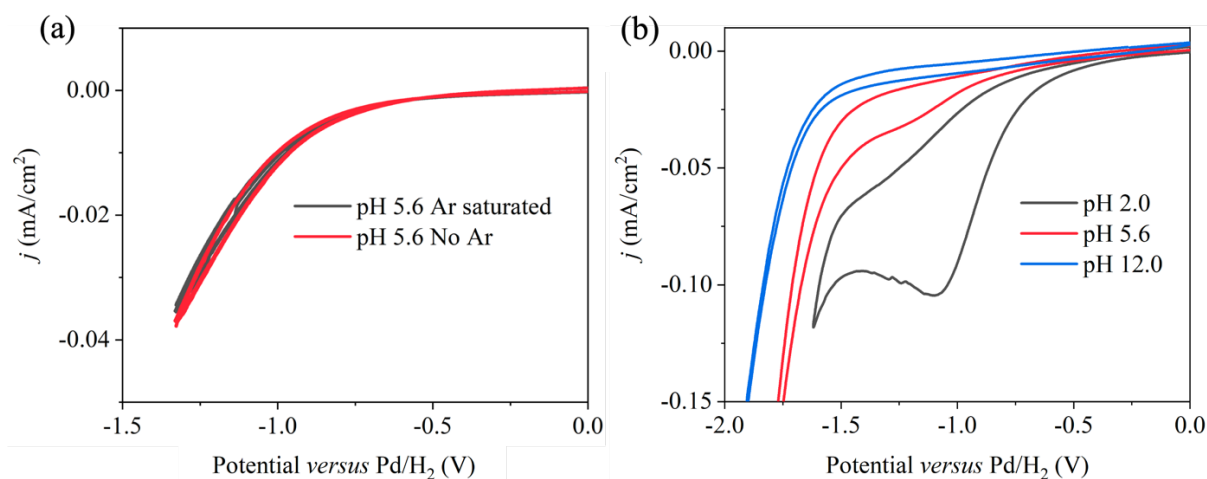 (a)
0.00
-0.02
-0.04
j (mA/cm²)
pH 5.6 Ar saturated
pH 5.6 No Ar
-1.5 -1.0 -0.5 0.0
Potential versus Pd/H₂ (V)
(b)
0.00
-0.05
-0.10
-0.15
j (mA/cm²)
pH 2.0
pH 5.6
pH 12.0
-2.0 -1.5 -1.0 -0.5 0.0
Potential versus Pd/H₂ (V)